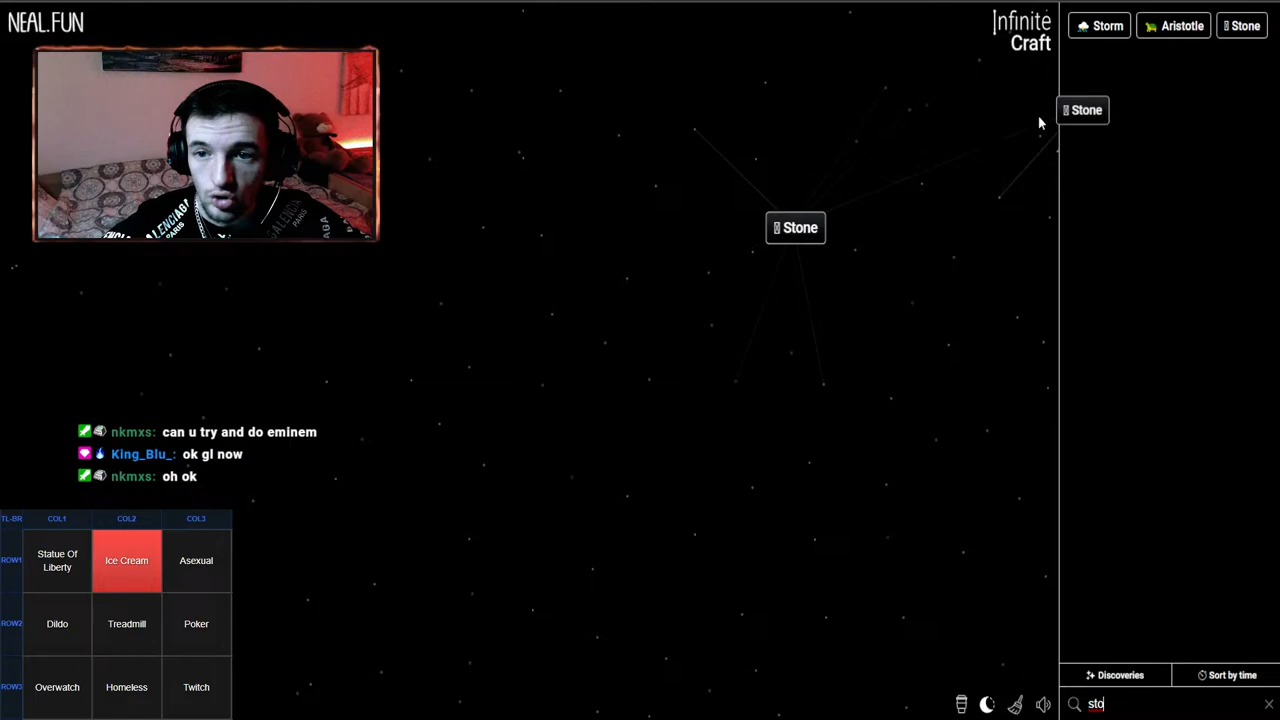 NEAL.FUN
Infinite
Craft
Storm
Aristotle
Stone
Stone
Stone
BALENCIAGA
PARIS
nkmxs: can u try and do eminem
King_Blu_: ok gl now
nkmxs: oh ok
TL-BR COL1 COL2 COL3
ROW1 Statue Of Liberty Ice Cream Asexual
ROW2 Dildo Treadmill Poker
ROW3 Overwatch Homeless Twitch
Discoveries
Sort by time
sto